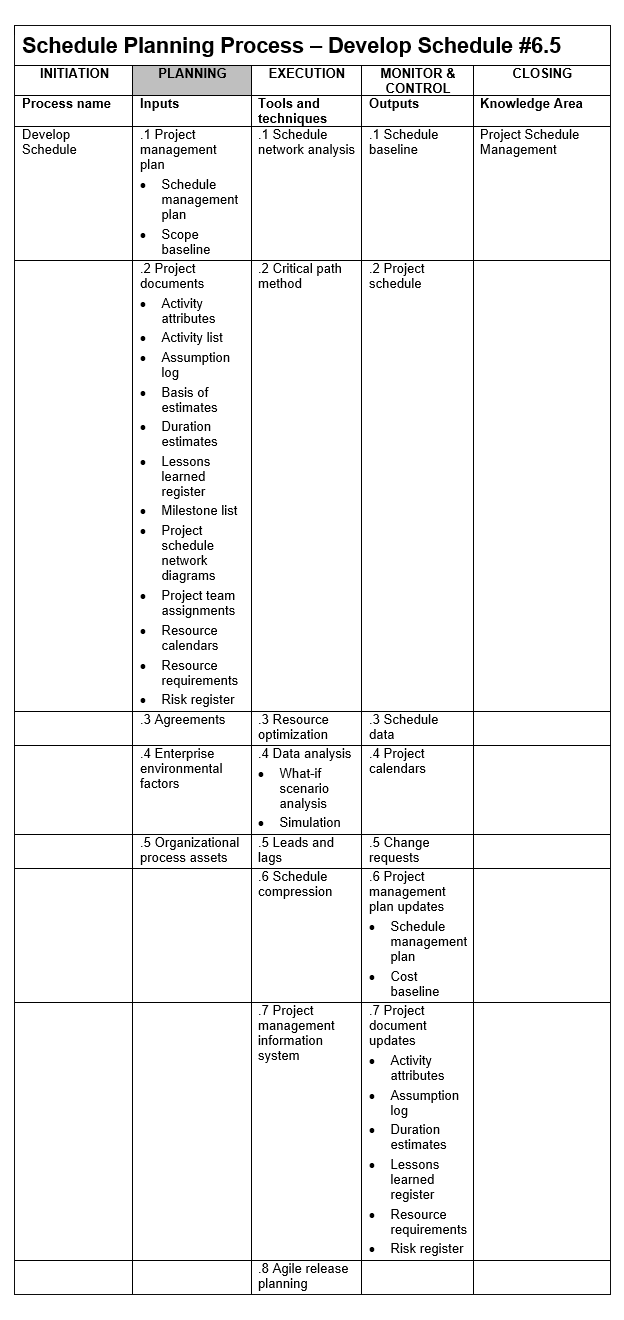 Schedule Planning Process – Develop Schedule #6.5
INITIATION
PLANNING
EXECUTION
MONITOR &
CONTROL
CLOSING
Process name
Inputs
Tools and
techniques
Outputs
Knowledge Area
Develop
Schedule
.1 Project
management
plan
• Schedule
management
plan
• Scope
baseline
.1 Schedule
network analysis
.1 Schedule
baseline
Project Schedule
Management
.2 Project
documents
• Activity
attributes
• Activity list
• Assumption
log
• Basis of
estimates
• Duration
estimates
• Lessons
learned
register
• Milestone list
• Project
schedule
network
diagrams
• Project team
assignments
• Resource
calendars
• Resource
requirements
• Risk register
.2 Critical path
method
.2 Project
schedule
.3 Agreements
.3 Resource
optimization
.3 Schedule
data
.4 Enterprise
environmental
factors
.4 Data analysis
• What-if
scenario
analysis
• Simulation
.4 Project
calendars
.5 Organizational
process assets
.5 Leads and
lags
.5 Change
requests
.6 Schedule
compression
.6 Project
management
plan updates
• Schedule
management
plan
• Cost
baseline
.7 Project
management
information
system
.7 Project
document
updates
• Activity
attributes
• Assumption
log
• Duration
estimates
• Lessons
learned
register
• Resource
requirements
• Risk register
.8 Agile release
planning